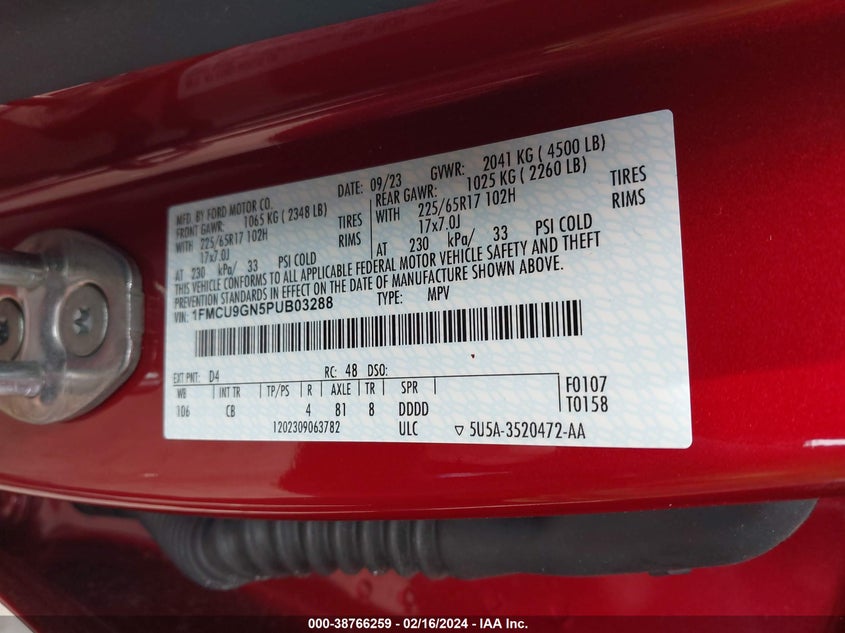 MFD. BY FORD MOTOR CO.
DATE: 09/23
GVWR: 2041 KG ( 4500 LB)
FRONT GAWR: 1065 KG ( 2348 LB)
REAR GAWR: 1025 KG ( 2260 LB)
WITH 225/65R17 102H TIRES
WITH 225/65R17 102H TIRES
17x7.0J RIMS
17x7.0J RIMS
AT 230 kPa/ 33 PSI COLD
AT 230 kPa/ 33 PSI COLD
THIS VEHICLE CONFORMS TO ALL APPLICABLE FEDERAL MOTOR VEHICLE SAFETY AND THEFT
PREVENTION STANDARDS IN EFFECT ON THE DATE OF MANUFACTURE SHOWN ABOVE.
VIN: 1FMCU9GN5PUB03288
TYPE: MPV
EXT PNT: D4 RC: 48 DSO:
WB INT TR TP/PS R AXLE TR SPR
106 CB 4 81 8 DDDD
F0107
T0158
1202309063782 ULC ▽ 5U5A-3520472-AA
000-38766259 - 02/16/2024 - IAA Inc.